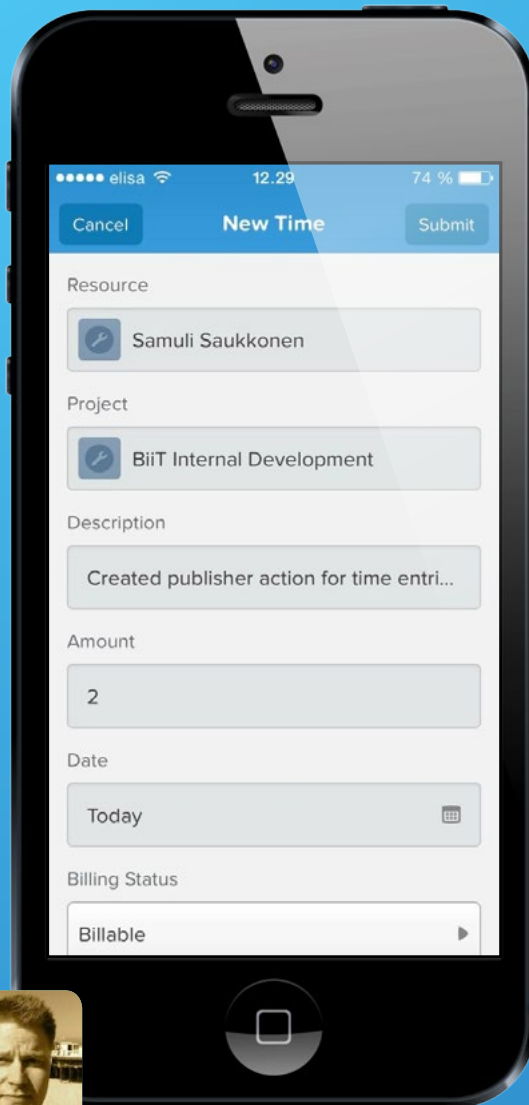 elisa 12.29 74 %
Cancel New Time Submit
Resource
Samuli Saukkonen
Project
BiiT Internal Development
Description
Created publisher action for time entri...
Amount
2
Date
Today
Billing Status
Billable